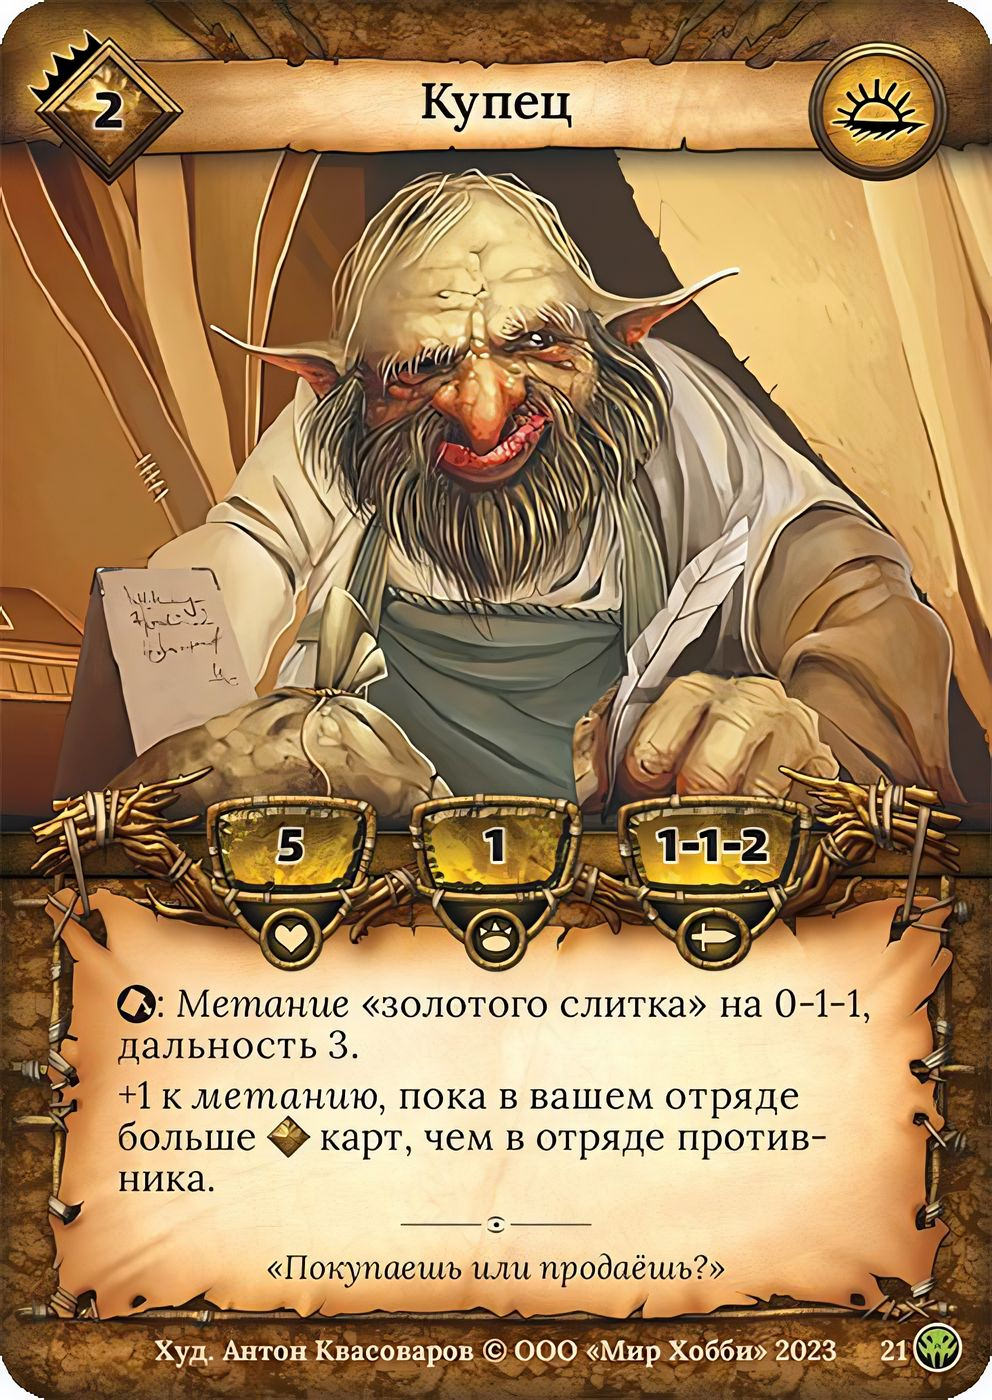 2
Купец
5
1
1-1-2
: Метание «золотого слитка» на 0-1-1,
дальность 3.
+1 к метанию, пока в вашем отряде
больше карт, чем в отряде против-
ника.
«Покупаешь или продаёшь?»
Худ. Антон Квасоваров © ООО «Мир Хобби» 2023
21